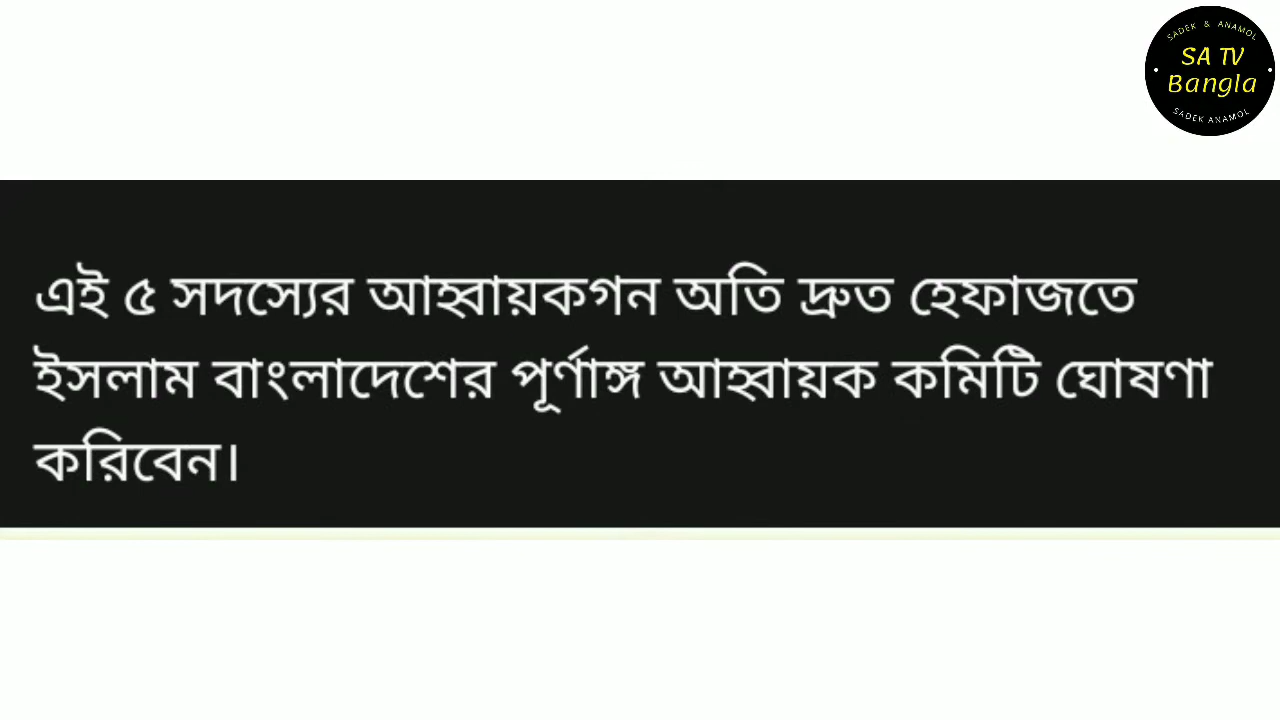 SADEK & ANAMOL
SA TV
Bangla
SADEK ANAMOL
এই ৫ সদস্যের আহ্বায়কগন অতি দ্রুত হেফাজতে
ইসলাম বাংলাদেশের পূর্ণাঙ্গ আহ্বায়ক কমিটি ঘোষণা
করিবেন।